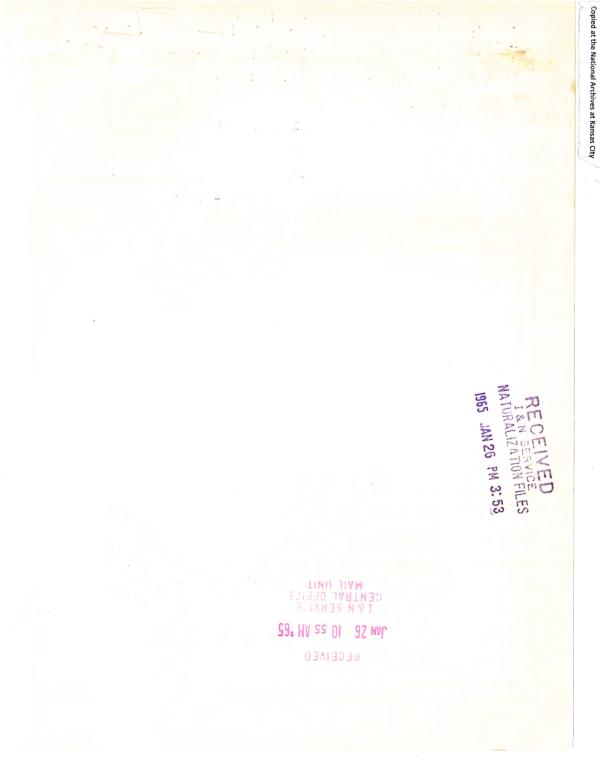 Copied at the National Archives at Kansas City
RECEIVED
I & N SERVICE
NATURALIZATION FILES
1965 JAN 26 PM 3:53
RECEIVED
JAN 26 10 55 AM '65
I & N SERVICE
CENTRAL OFFICE
MAIL UNIT